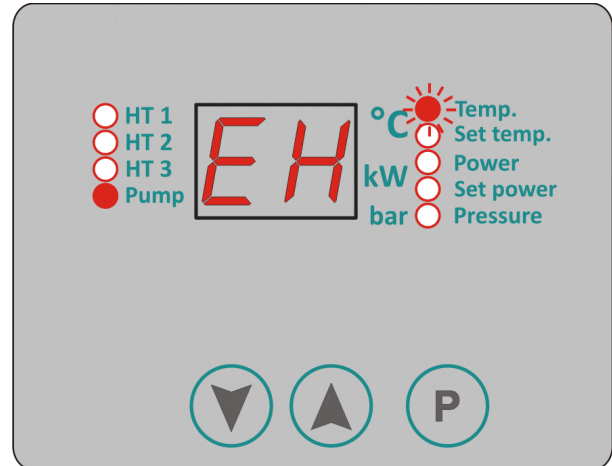 HT 1
HT 2
HT 3
Pump
EH
°C
kW
bar
Temp.
Set temp.
Power
Set power
Pressure
P